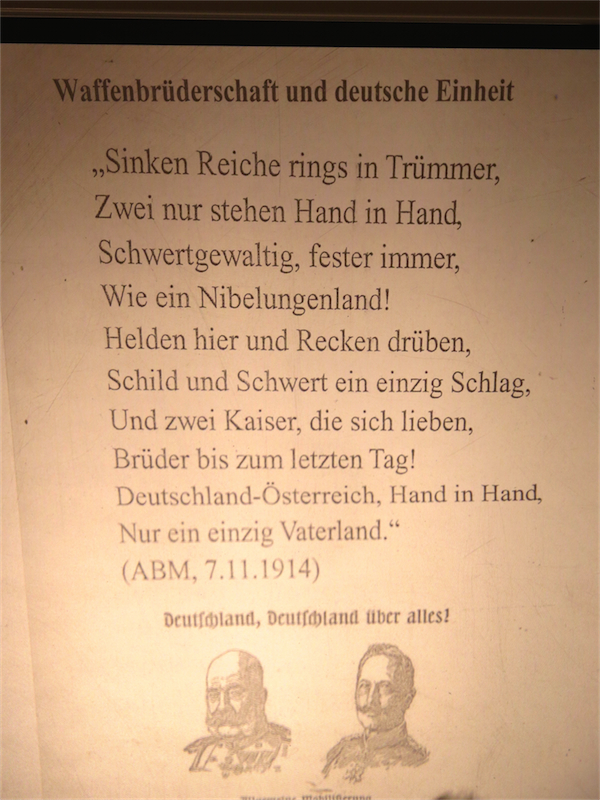 Waffenbrüderschaft und deutsche Einheit
„Sinken Reiche rings in Trümmer,
Zwei nur stehen Hand in Hand,
Schwertgewaltig, fester immer,
Wie ein Nibelungenland!
Helden hier und Recken drüben,
Schild und Schwert ein einzig Schlag,
Und zwei Kaiser, die sich lieben,
Brüder bis zum letzten Tag!
Deutschland-Österreich, Hand in Hand,
Nur ein einzig Vaterland.“
(ABM, 7.11.1914)
Deutschland, Deutschland über alles!
Allgemeine Mobilisierung